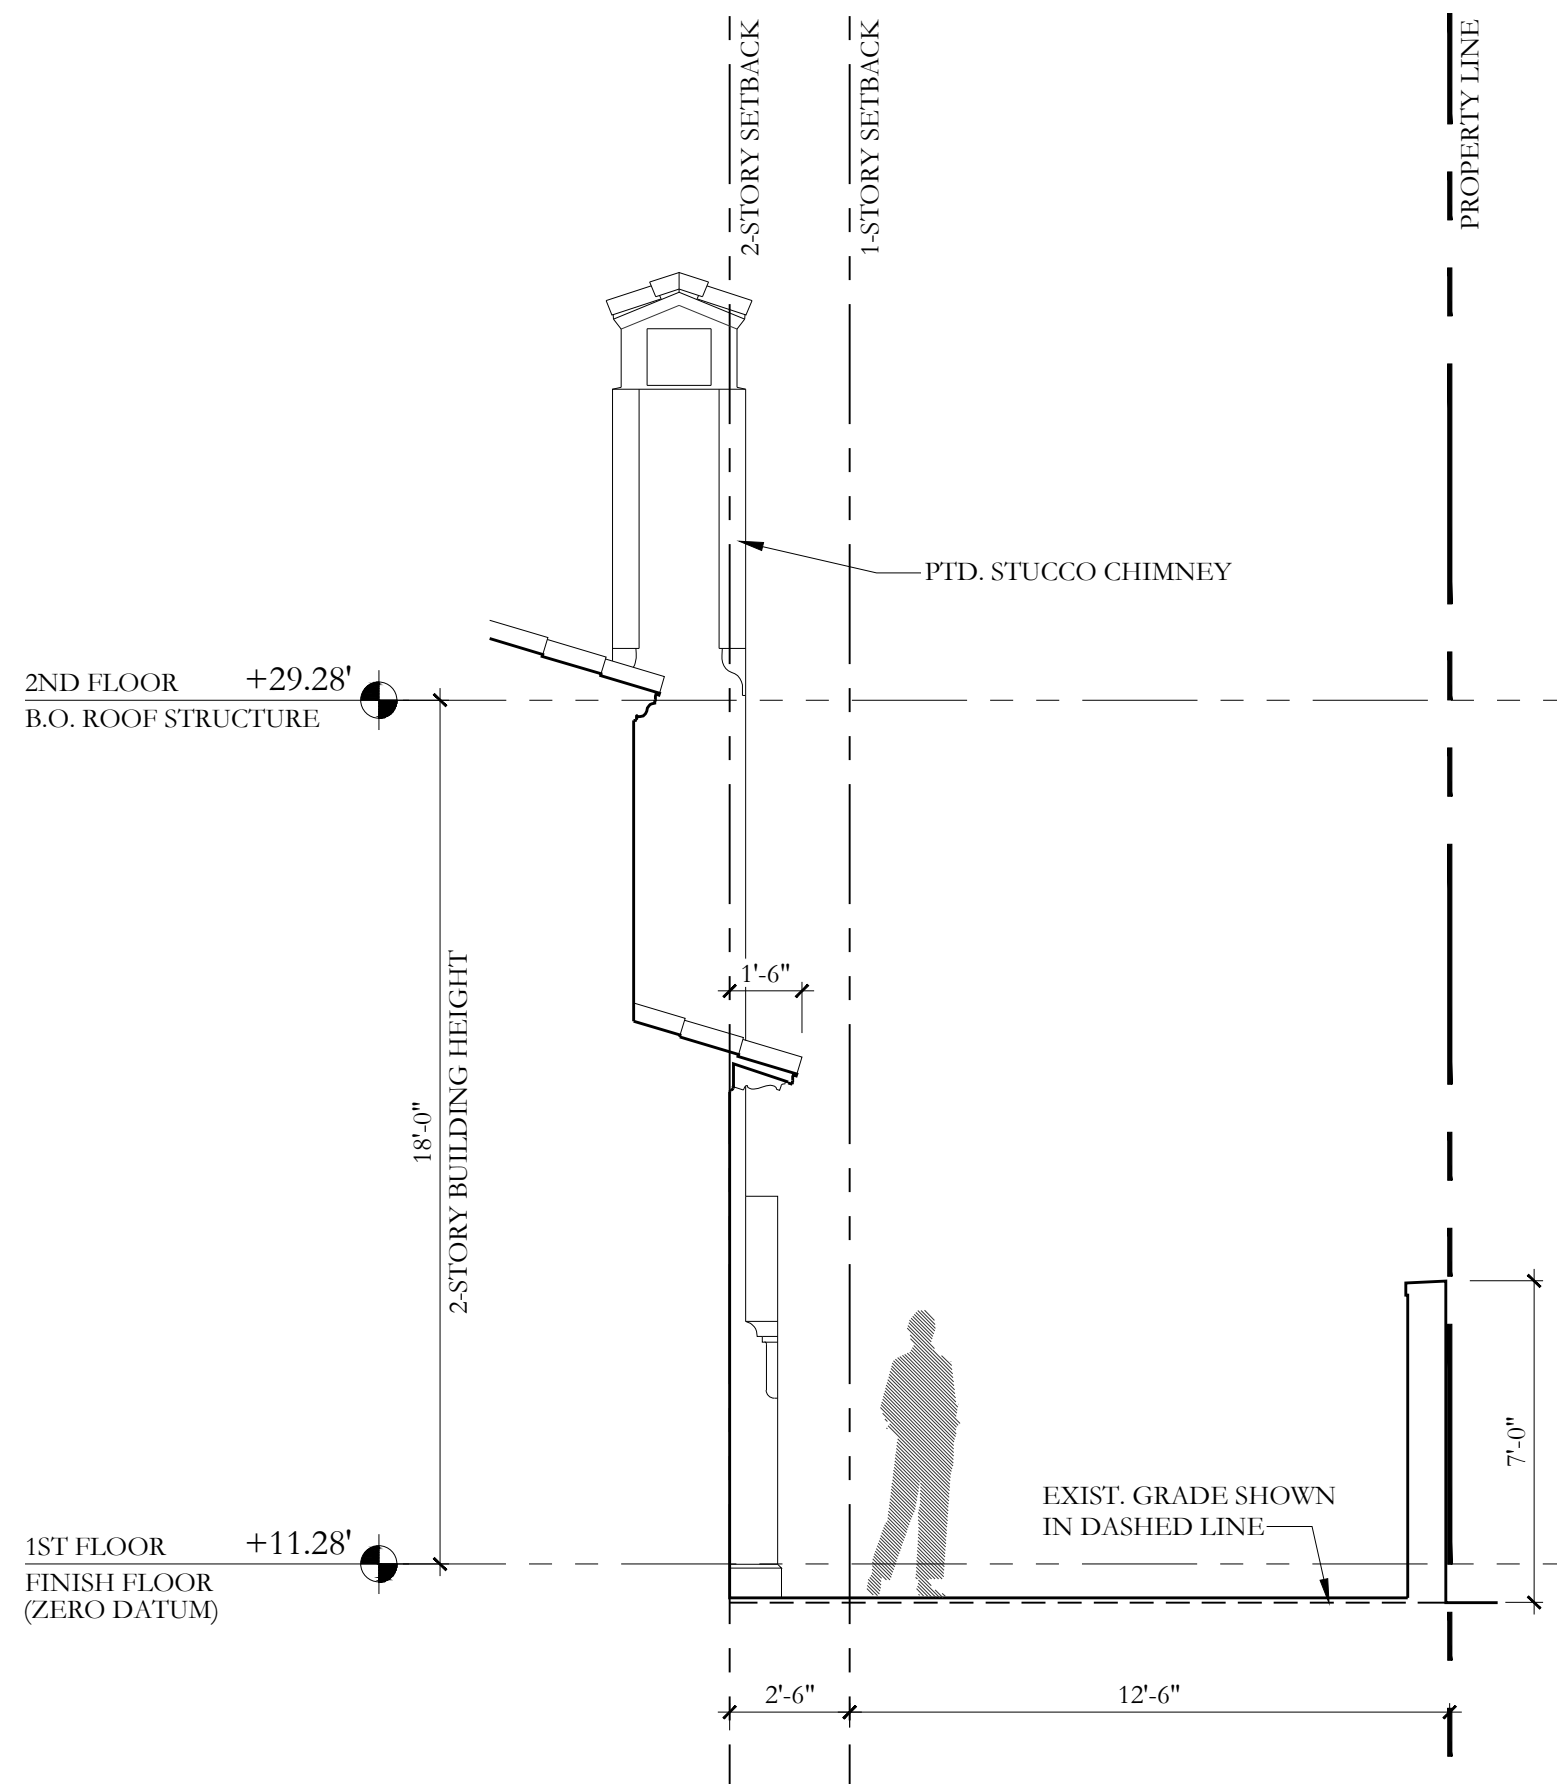 2-STORY SETBACK
1-STORY SETBACK
PROPERTY LINE
PTD. STUCCO CHIMNEY
2ND FLOOR +29.28'
B.O. ROOF STRUCTURE
1'-6"
18'-0"
2-STORY BUILDING HEIGHT
7'-0"
EXIST. GRADE SHOWN
IN DASHED LINE
1ST FLOOR +11.28'
FINISH FLOOR
(ZERO DATUM)
2'-6"
12'-6"